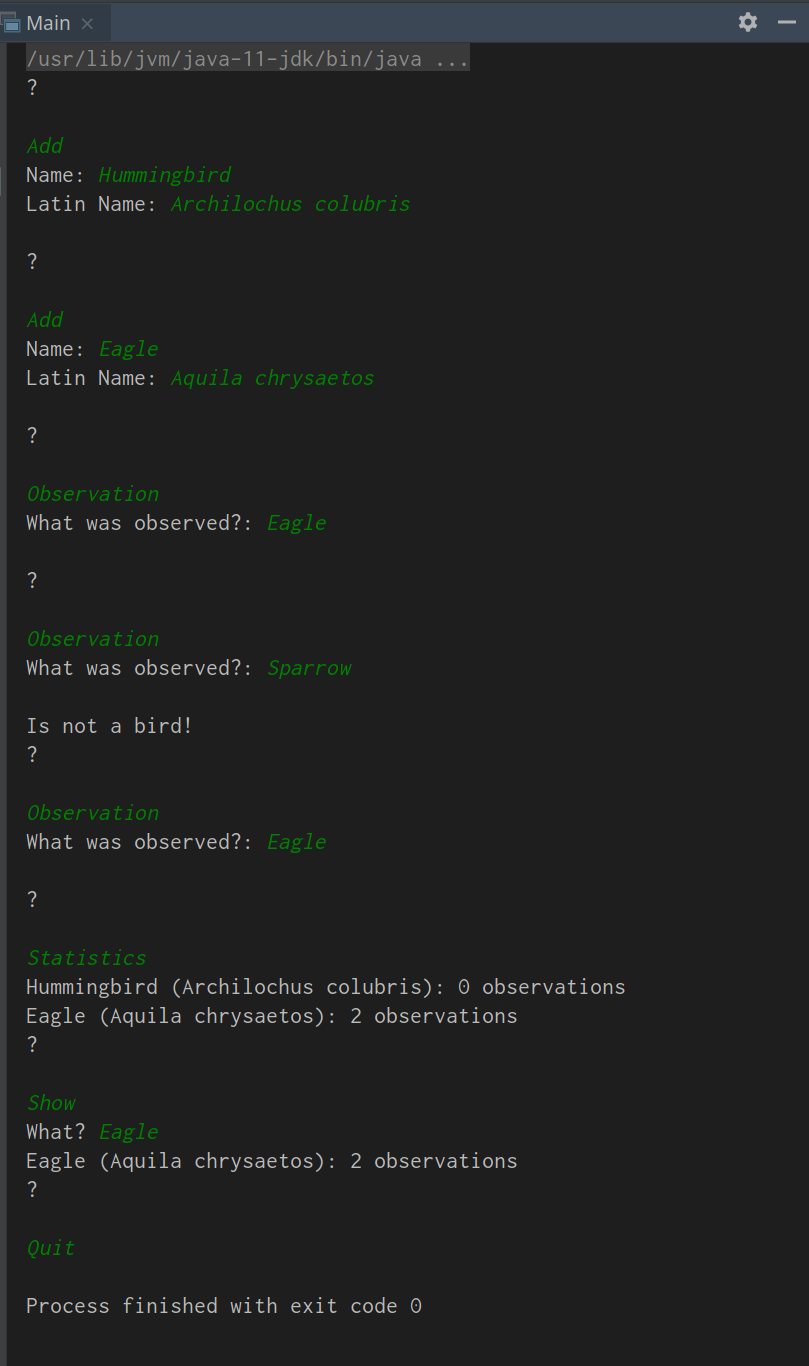 Main
/usr/lib/jvm/java-11-jdk/bin/java ...
?
Add
Name: Hummingbird
Latin Name: Archilochus colubris
?
Add
Name: Eagle
Latin Name: Aquila chrysaetos
?
Observation
What was observed?: Eagle
?
Observation
What was observed?: Sparrow
Is not a bird!
?
Observation
What was observed?: Eagle
?
Statistics
Hummingbird (Archilochus colubris): 0 observations
Eagle (Aquila chrysaetos): 2 observations
?
Show
What? Eagle
Eagle (Aquila chrysaetos): 2 observations
?
Quit
Process finished with exit code 0